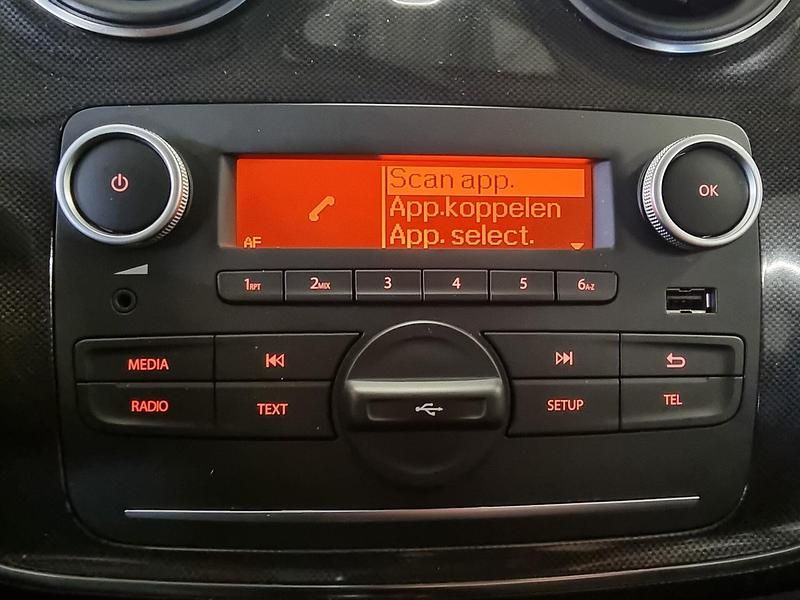 Scan app.
App.koppelen
AF
App. select.
OK
1RPT 2MIX 3 4 5 6A-Z
MEDIA
RADIO TEXT
SETUP TEL